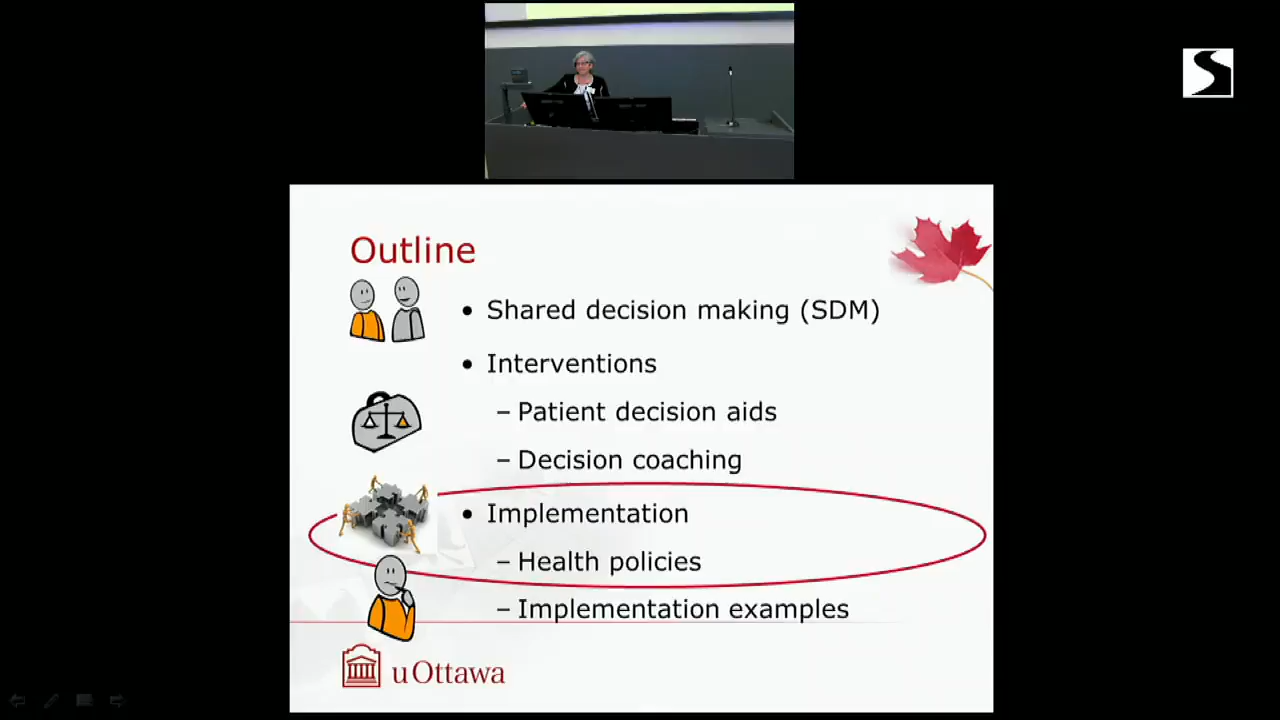 Outline
• Shared decision making (SDM)
• Interventions
– Patient decision aids
– Decision coaching
• Implementation
– Health policies
– Implementation examples
uOttawa